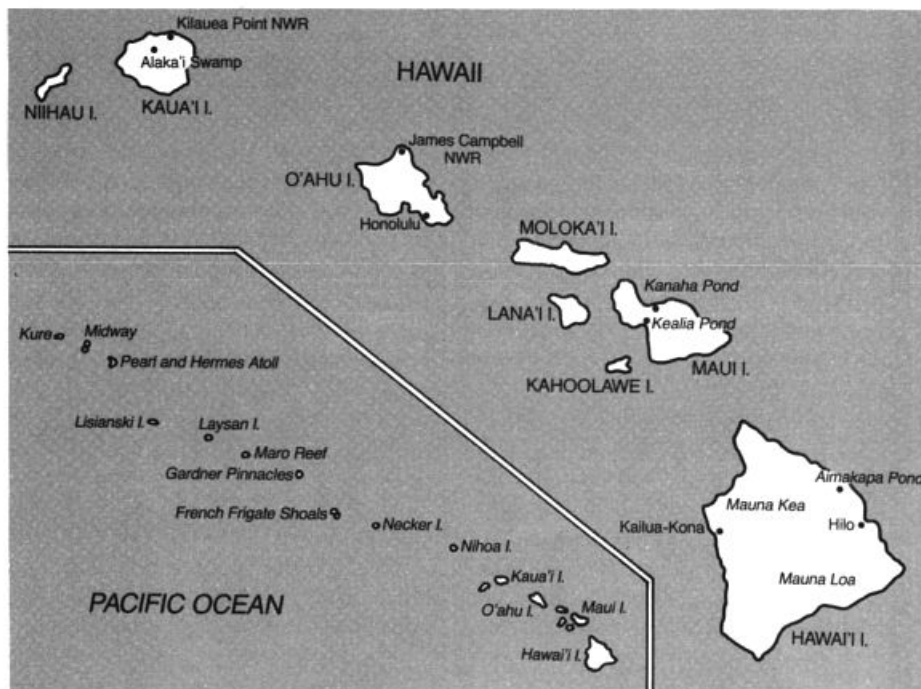 Kilauea Point NWR
Alaka'i Swamp
HAWAII
NIIHAU I.
KAUA'I I.
James Campbell
NWR
O'AHU I.
Honolulu
MOLOKA'I I.
Kanaha Pond
LANA'I I.
Kealia Pond
KAHOOLAWE I.
MAUI I.
Kure
Midway
Pearl and Hermes Atoll
Lisianski I.
Laysan I.
Maro Reef
Gardner Pinnacles
French Frigate Shoals
Necker I.
Nihoa I.
Kaua'i I.
O'ahu I.
Maui I.
Hawai'i I.
PACIFIC OCEAN
Aimakapa Pond
Mauna Kea
Kailua-Kona
Hilo
Mauna Loa
HAWAI'I I.